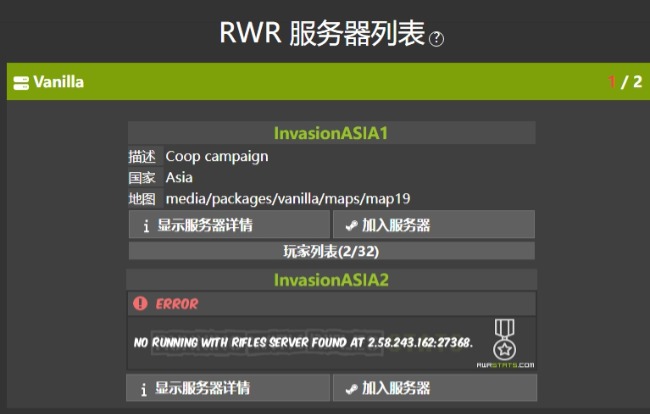 RWR 服务器列表?
Vanilla 1 / 2
InvasionASIA1
描述 Coop campaign
国家 Asia
地图 media/packages/vanilla/maps/map19
i 显示服务器详情 加入服务器
玩家列表(2/32)
InvasionASIA2
! ERROR
NO RUNNING WITH RIFLES SERVER FOUND AT 2.58.243.162:27368.
RWRSTATS.COM
i 显示服务器详情 加入服务器